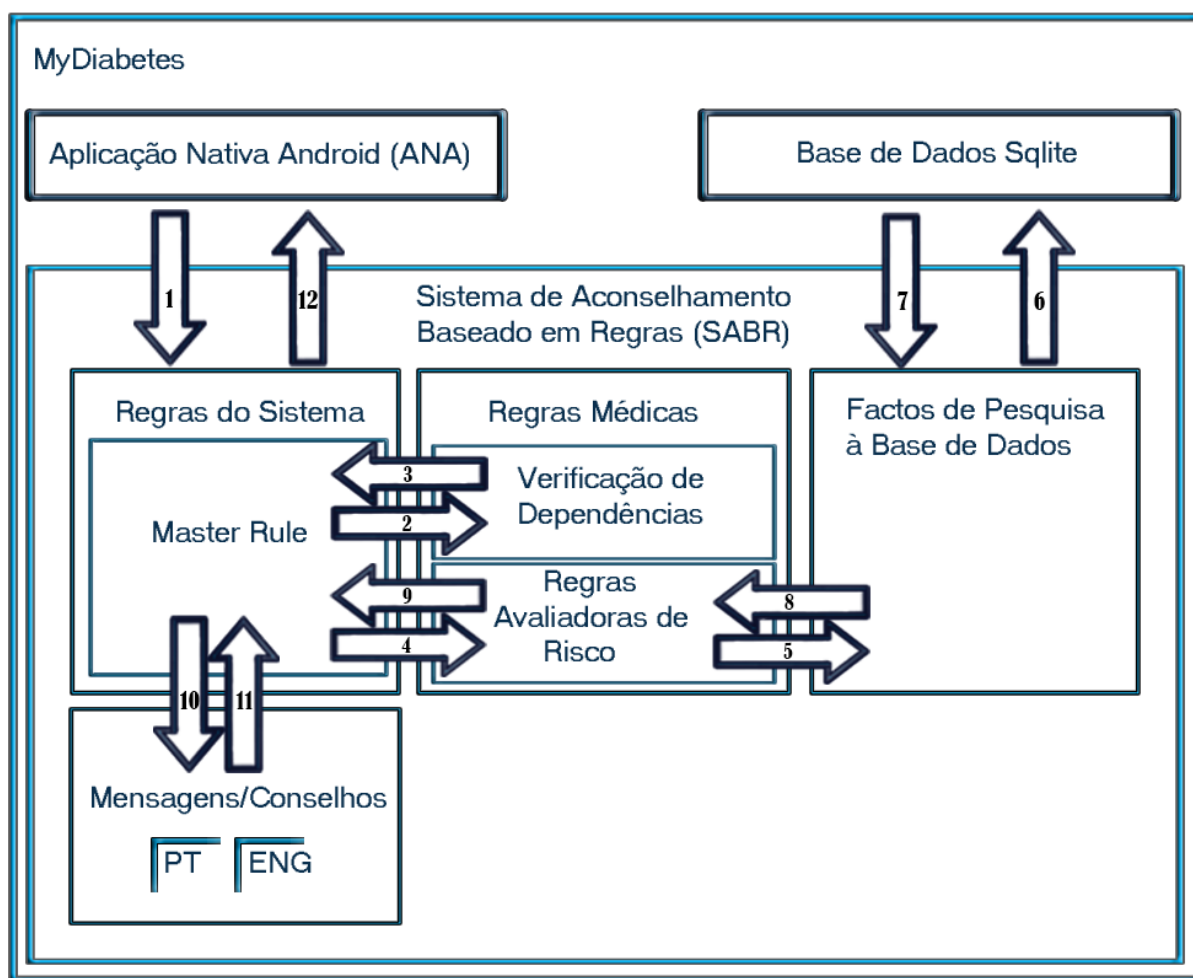 MyDiabetes
Aplicação Nativa Android (ANA)
Base de Dados Sqlite
1
12
7
6
Sistema de Aconselhamento
Baseado em Regras (SABR)
Regras do Sistema
Master Rule
Regras Médicas
Verificação de
Dependências
Regras
Avaliadoras de
Risco
Factos de Pesquisa
à Base de Dados
3
2
9
4
8
5
10
11
Mensagens/Conselhos
PT
ENG